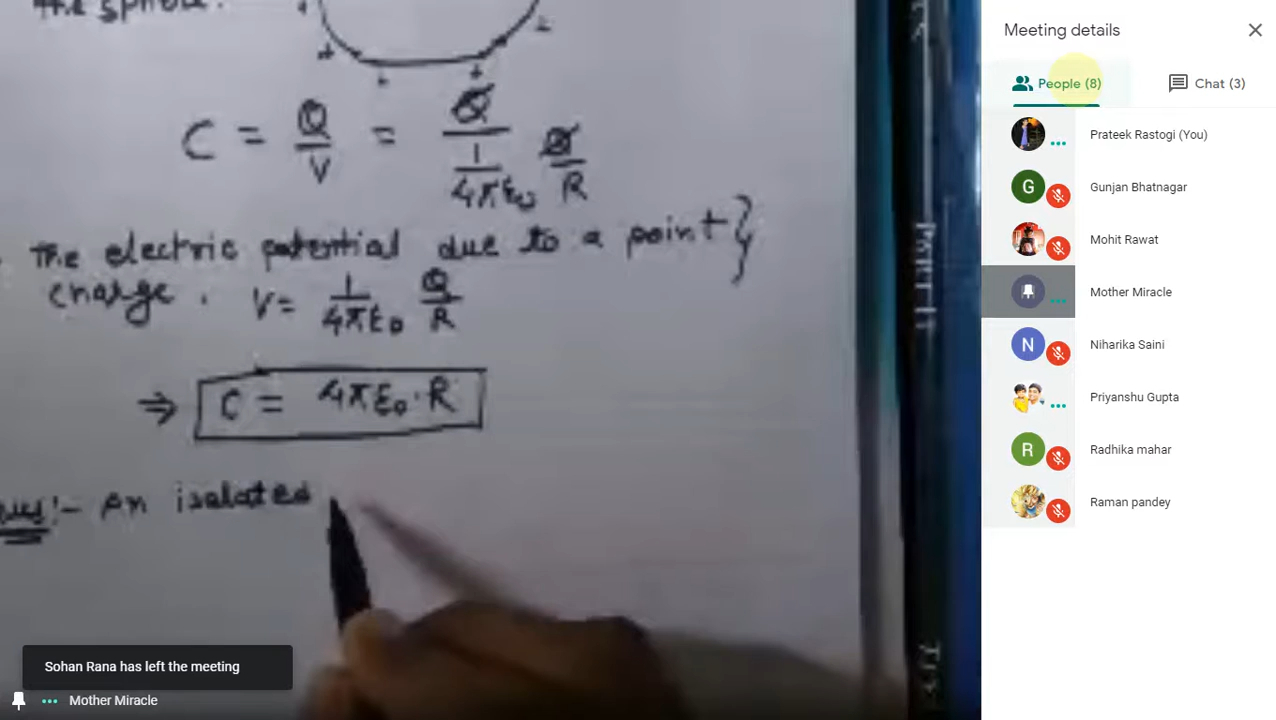 the sphere.
C = Q/V = Q/(1/4πε₀ Q/R)
The electric potential due to a point }
charge. V = 1/4πε₀ Q/R
⇒ C = 4πε₀·R
:- An isolated
Sohan Rana has left the meeting
Mother Miracle
Meeting details
People (8)
Chat (3)
Prateek Rastogi (You)
G
Gunjan Bhatnagar
Mohit Rawat
Mother Miracle
N
Niharika Saini
Priyanshu Gupta
R
Radhika mahar
Raman pandey